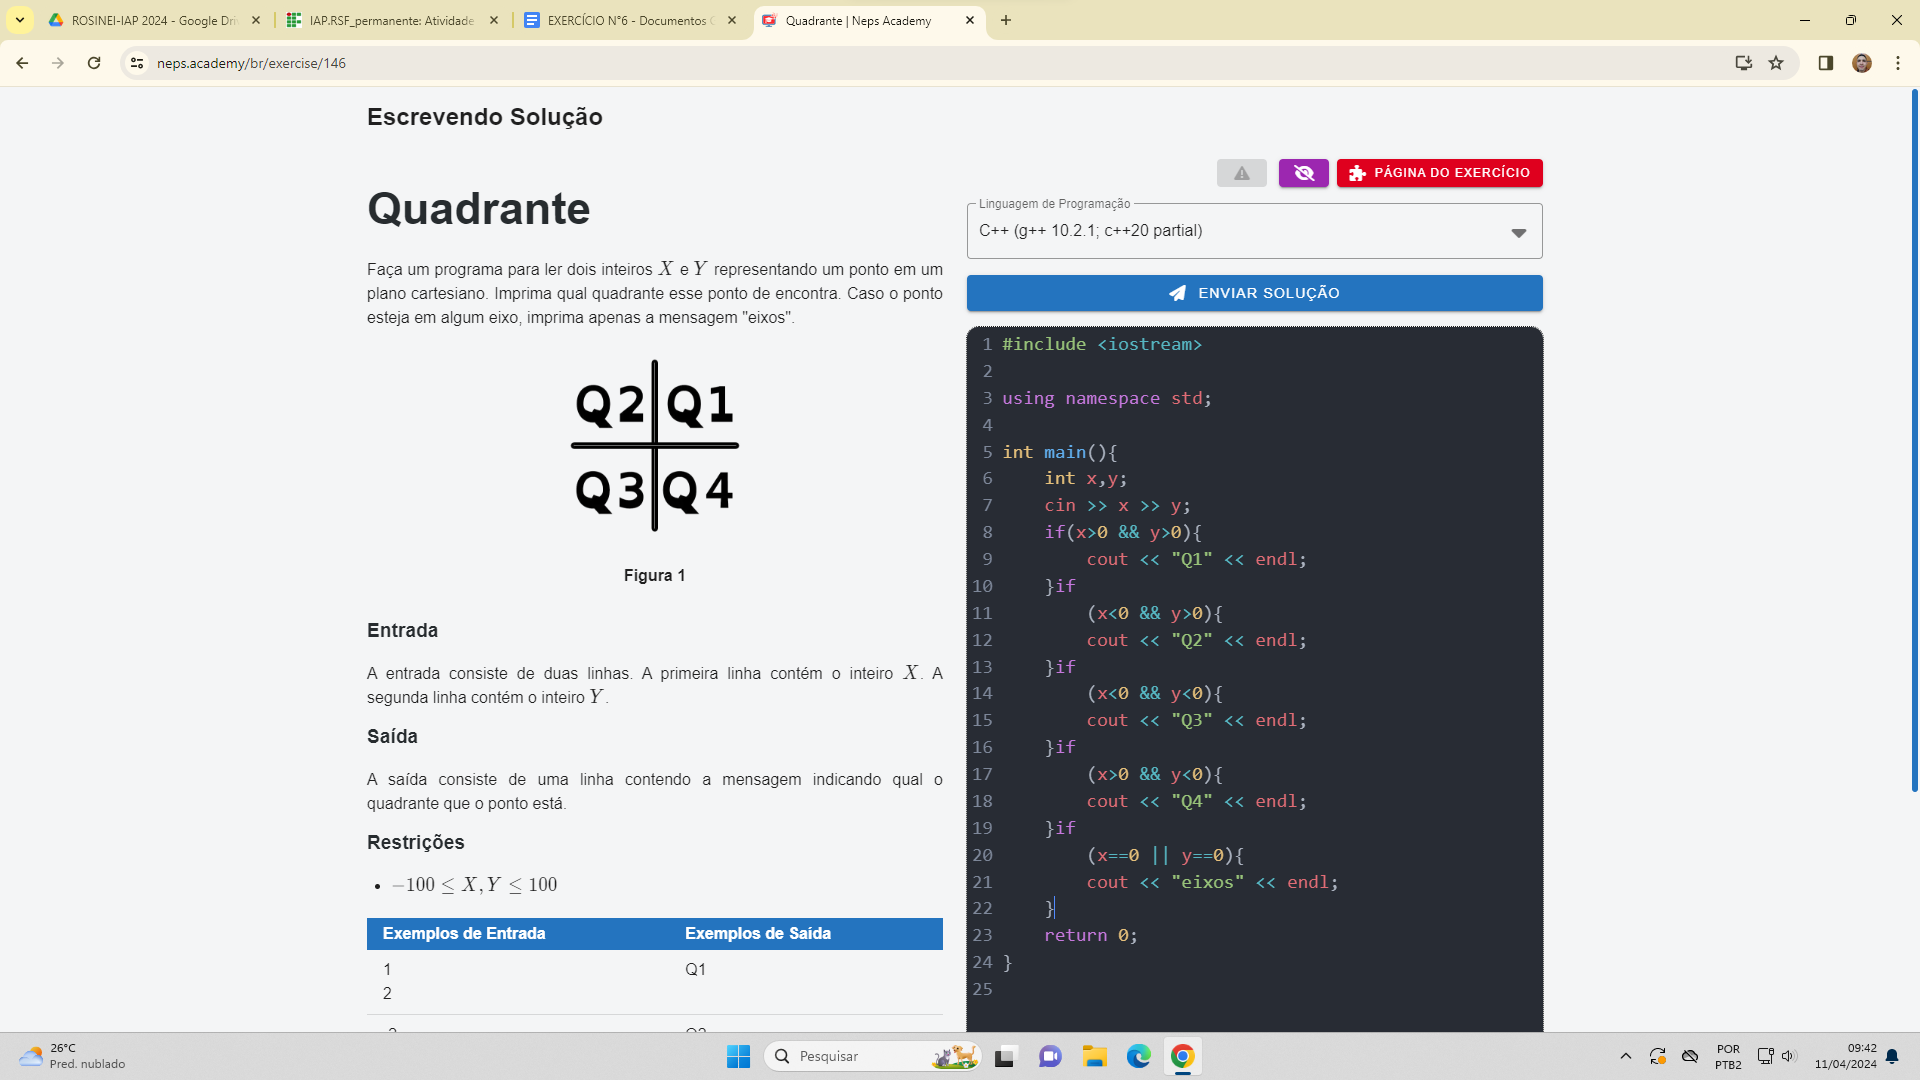 ROSINEI-IAP 2024 - Google Dri
IAP.RSF_permanente: Atividade
EXERCÍCIO N°6 - Documentos
Quadrante | Neps Academy
neps.academy/br/exercise/146
Escrevendo Solução
PÁGINA DO EXERCÍCIO
Quadrante
Faça um programa para ler dois inteiros X e Y representando um ponto em um
plano cartesiano. Imprima qual quadrante esse ponto de encontra. Caso o ponto
esteja em algum eixo, imprima apenas a mensagem "eixos".
Q2 Q1
Q3 Q4
Figura 1
Entrada
A entrada consiste de duas linhas. A primeira linha contém o inteiro X. A
segunda linha contém o inteiro Y.
Saída
A saída consiste de uma linha contendo a mensagem indicando qual o
quadrante que o ponto está.
Restrições
• −100 ≤ X, Y ≤ 100
Exemplos de Entrada Exemplos de Saída
1 Q1
2
Linguagem de Programação
C++ (g++ 10.2.1; c++20 partial)
ENVIAR SOLUÇÃO
1 #include <iostream>
2
3 using namespace std;
4
5 int main(){
6     int x,y;
7     cin >> x >> y;
8     if(x>0 && y>0){
9         cout << "Q1" << endl;
10     }if
11         (x<0 && y>0){
12         cout << "Q2" << endl;
13     }if
14         (x<0 && y<0){
15         cout << "Q3" << endl;
16     }if
17         (x>0 && y<0){
18         cout << "Q4" << endl;
19     }if
20         (x==0 || y==0){
21         cout << "eixos" << endl;
22     }
23     return 0;
24 }
25
26°C
Pred. nublado
Pesquisar
POR
PTB2
09:42
11/04/2024